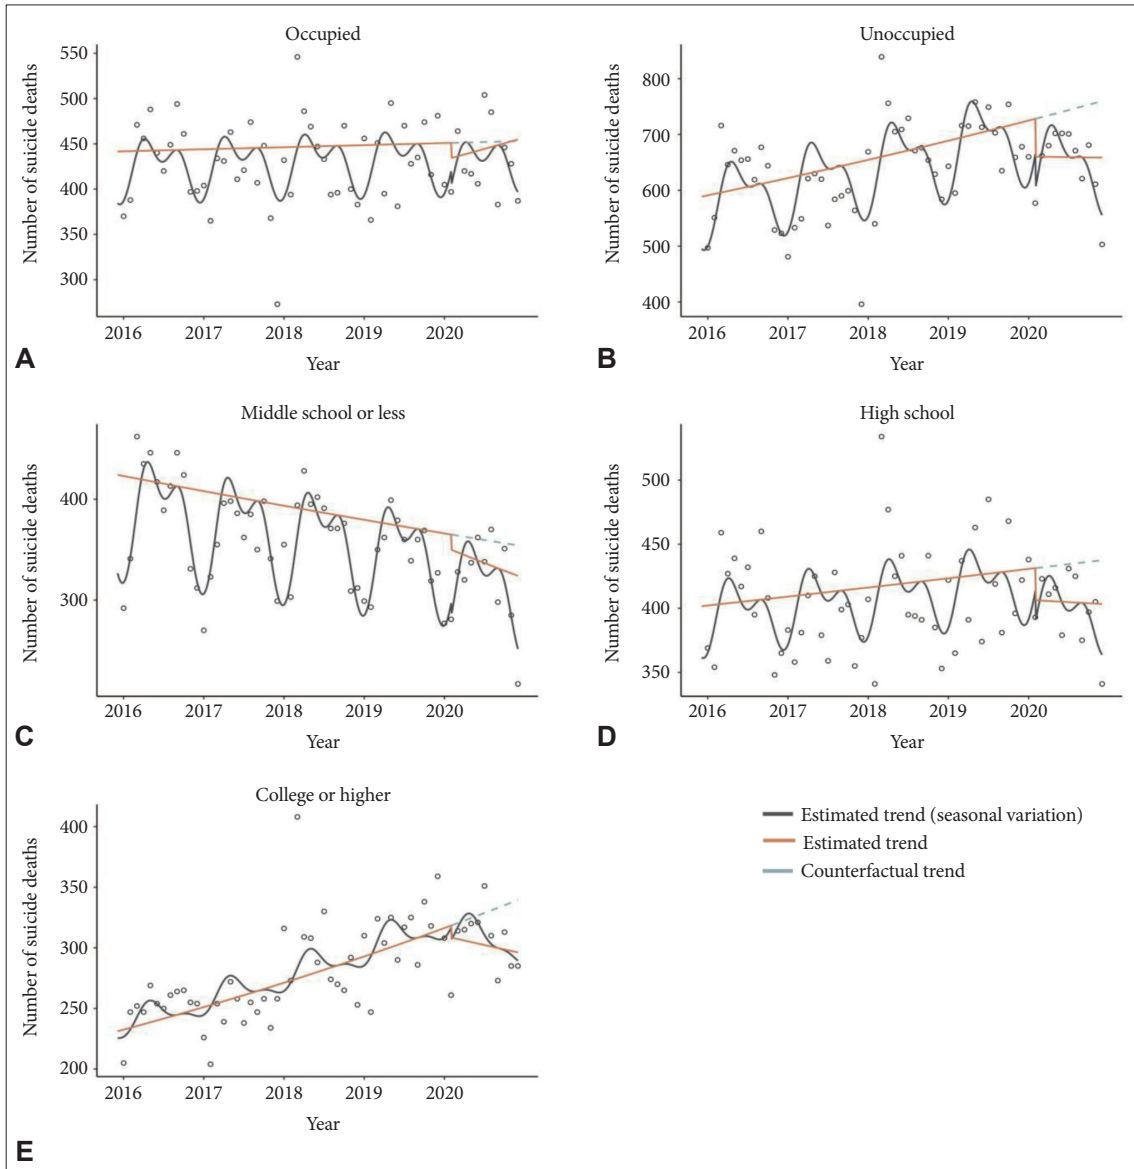 Occupied
Number of suicide deaths
550
500
450
400
350
300
2016 2017 2018 2019 2020
Year
A
Unoccupied
Number of suicide deaths
800
700
600
500
400
2016 2017 2018 2019 2020
Year
B
Middle school or less
Number of suicide deaths
400
300
2016 2017 2018 2019 2020
Year
C
High school
Number of suicide deaths
500
450
400
350
2016 2017 2018 2019 2020
Year
D
College or higher
Number of suicide deaths
400
350
300
250
200
2016 2017 2018 2019 2020
Year
E
Estimated trend (seasonal variation)
Estimated trend
Counterfactual trend